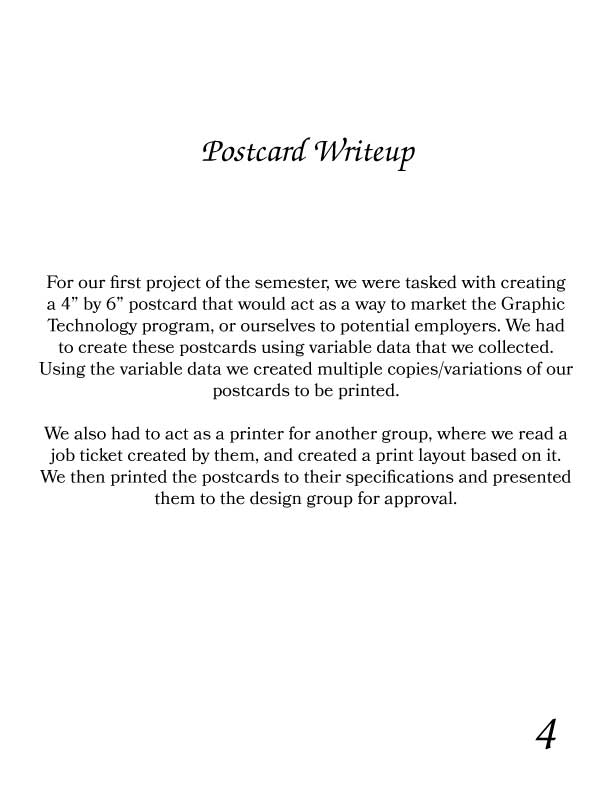 Postcard Writeup
For our first project of the semester, we were tasked with creating
a 4” by 6” postcard that would act as a way to market the Graphic
Technology program, or ourselves to potential employers. We had
to create these postcards using variable data that we collected.
Using the variable data we created multiple copies/variations of our
postcards to be printed.
We also had to act as a printer for another group, where we read a
job ticket created by them, and created a print layout based on it.
We then printed the postcards to their specifications and presented
them to the design group for approval.
4